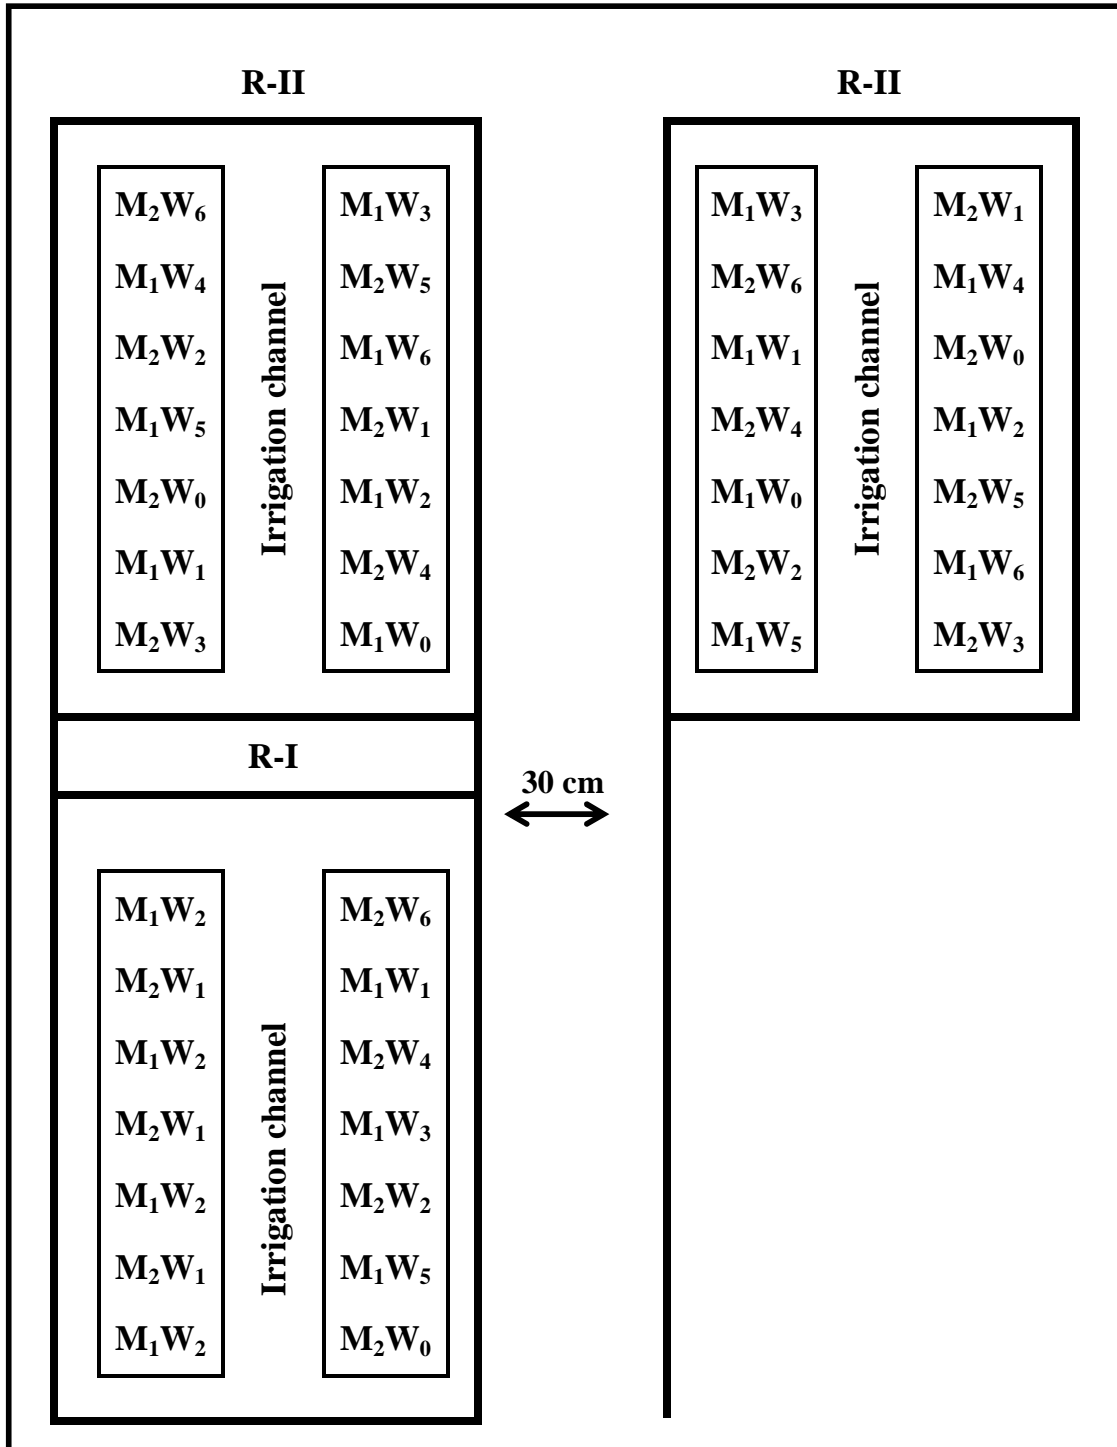 R-II
M₂W₆
M₁W₄
M₂W₂
M₁W₅
M₂W₀
M₁W₁
M₂W₃
Irrigation channel
M₁W₃
M₂W₅
M₁W₆
M₂W₁
M₁W₂
M₂W₄
M₁W₀
R-II
M₁W₃
M₂W₆
M₁W₁
M₂W₄
M₁W₀
M₂W₂
M₁W₅
Irrigation channel
M₂W₁
M₁W₄
M₂W₀
M₁W₂
M₂W₅
M₁W₆
M₂W₃
R-I
30 cm
M₁W₂
M₂W₁
M₁W₂
M₂W₁
M₁W₂
M₂W₁
M₁W₂
Irrigation channel
M₂W₆
M₁W₁
M₂W₄
M₁W₃
M₂W₂
M₁W₅
M₂W₀